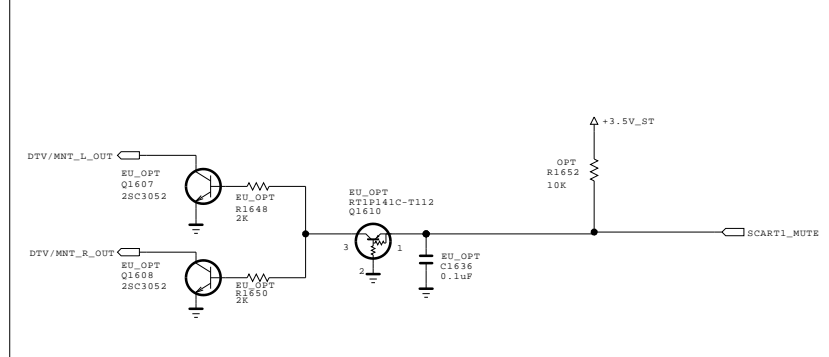 +3.5V_ST
DTV/MNT_L_OUT
OPT
R1652
10K
EU_OPT
Q1607
2SC3052
EU_OPT
R1648
2K
EU_OPT
RT1P141C-T112
Q1610
SCART1_MUTE
3
1
DTV/MNT_R_OUT
EU_OPT
Q1608
2SC3052
EU_OPT
R1650
2K
2
EU_OPT
C1636
0.1uF